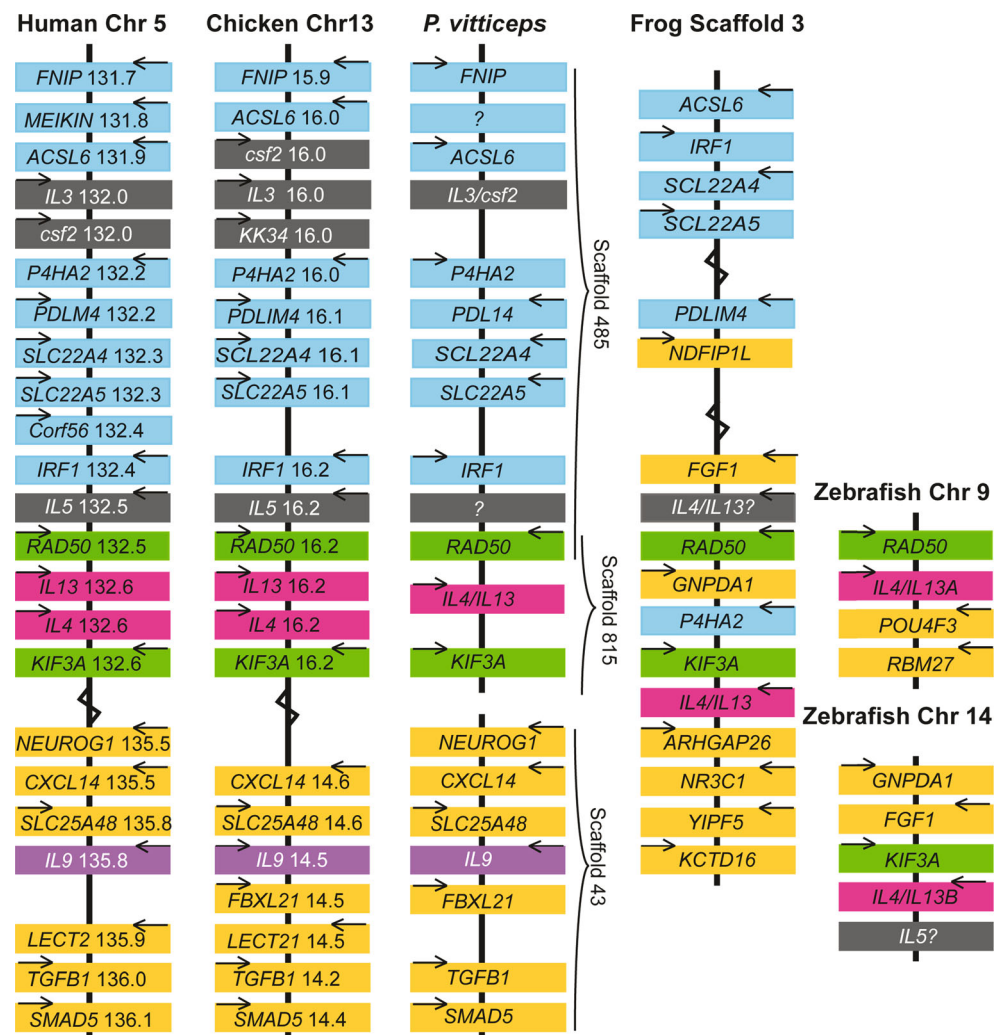 Human Chr 5
FNIP 131.7
MEIKIN 131.8
ACSL6 131.9
IL3 132.0
csf2 132.0
P4HA2 132.2
PDLM4 132.2
SLC22A4 132.3
SLC22A5 132.3
Corf56 132.4
IRF1 132.4
IL5 132.5
RAD50 132.5
IL13 132.6
IL4 132.6
KIF3A 132.6
NEUROG1 135.5
CXCL14 135.5
SLC25A48 135.8
IL9 135.8
LECT2 135.9
TGFB1 136.0
SMAD5 136.1
Chicken Chr13
FNIP 15.9
ACSL6 16.0
csf2 16.0
IL3 16.0
KK34 16.0
P4HA2 16.0
PDLIM4 16.1
SCL22A4 16.1
SLC22A5 16.1
IRF1 16.2
IL5 16.2
RAD50 16.2
IL13 16.2
IL4 16.2
KIF3A 16.2
CXCL14 14.6
SLC25A48 14.6
IL9 14.5
FBXL21 14.5
LECT21 14.5
TGFB1 14.2
SMAD5 14.4
P. vitticeps
FNIP
?
ACSL6
IL3/csf2
P4HA2
PDL14
SCL22A4
SLC22A5
IRF1
?
RAD50
IL4/IL13
KIF3A
NEUROG1
CXCL14
SLC25A48
IL9
FBXL21
TGFB1
SMAD5
Scaffold 485
Scaffold 815
Scaffold 43
Frog Scaffold 3
ACSL6
IRF1
SCL22A4
SCL22A5
PDLIM4
NDFIP1L
FGF1
IL4/IL13?
RAD50
GNPDA1
P4HA2
KIF3A
IL4/IL13
ARHGAP26
NR3C1
YIPF5
KCTD16
Zebrafish Chr 9
RAD50
IL4/IL13A
POU4F3
RBM27
Zebrafish Chr 14
GNPDA1
FGF1
KIF3A
IL4/IL13B
IL5?